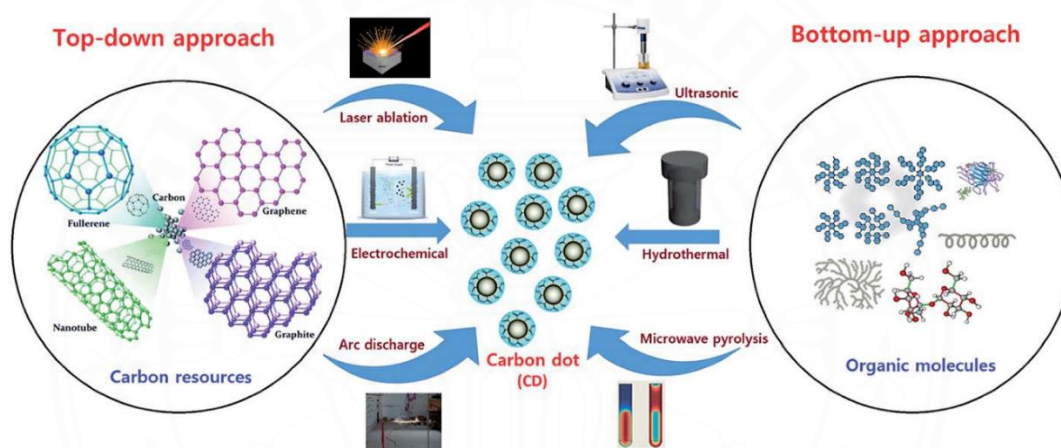 Top-down approach
Bottom-up approach
Laser ablation
Ultrasonic
Fullerene
Carbon
Graphene
Electrochemical
Hydrothermal
Nanotube
Graphite
Arc discharge
Microwave pyrolysis
Carbon resources
Carbon dot
(CD)
Organic molecules